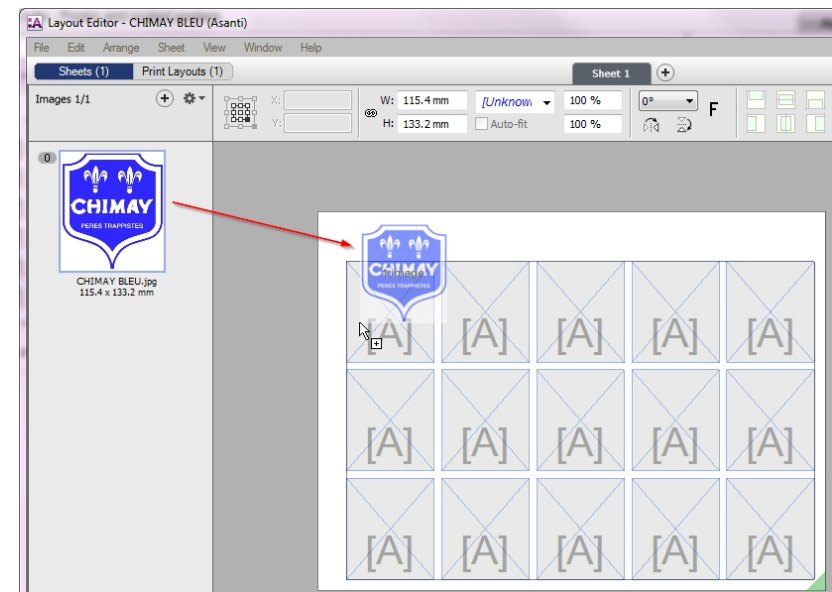 Layout Editor - CHIMAY BLEU (Asanti)
File Edit Arrange Sheet View Window Help
Sheets (1) Print Layouts (1) Sheet 1
Images 1/1
X: W: 115.4 mm [Unknow 100 % 0° F
Y: H: 133.2 mm Auto-fit 100 %
0
CHIMAY
PERES TRAPPISTES
CHIMAY BLEU.jpg
115.4 x 133.2 mm
CHIMAY
PERES TRAPPISTES
[A] [A] [A] [A] [A]
[A] [A] [A] [A] [A]
[A] [A] [A] [A] [A]